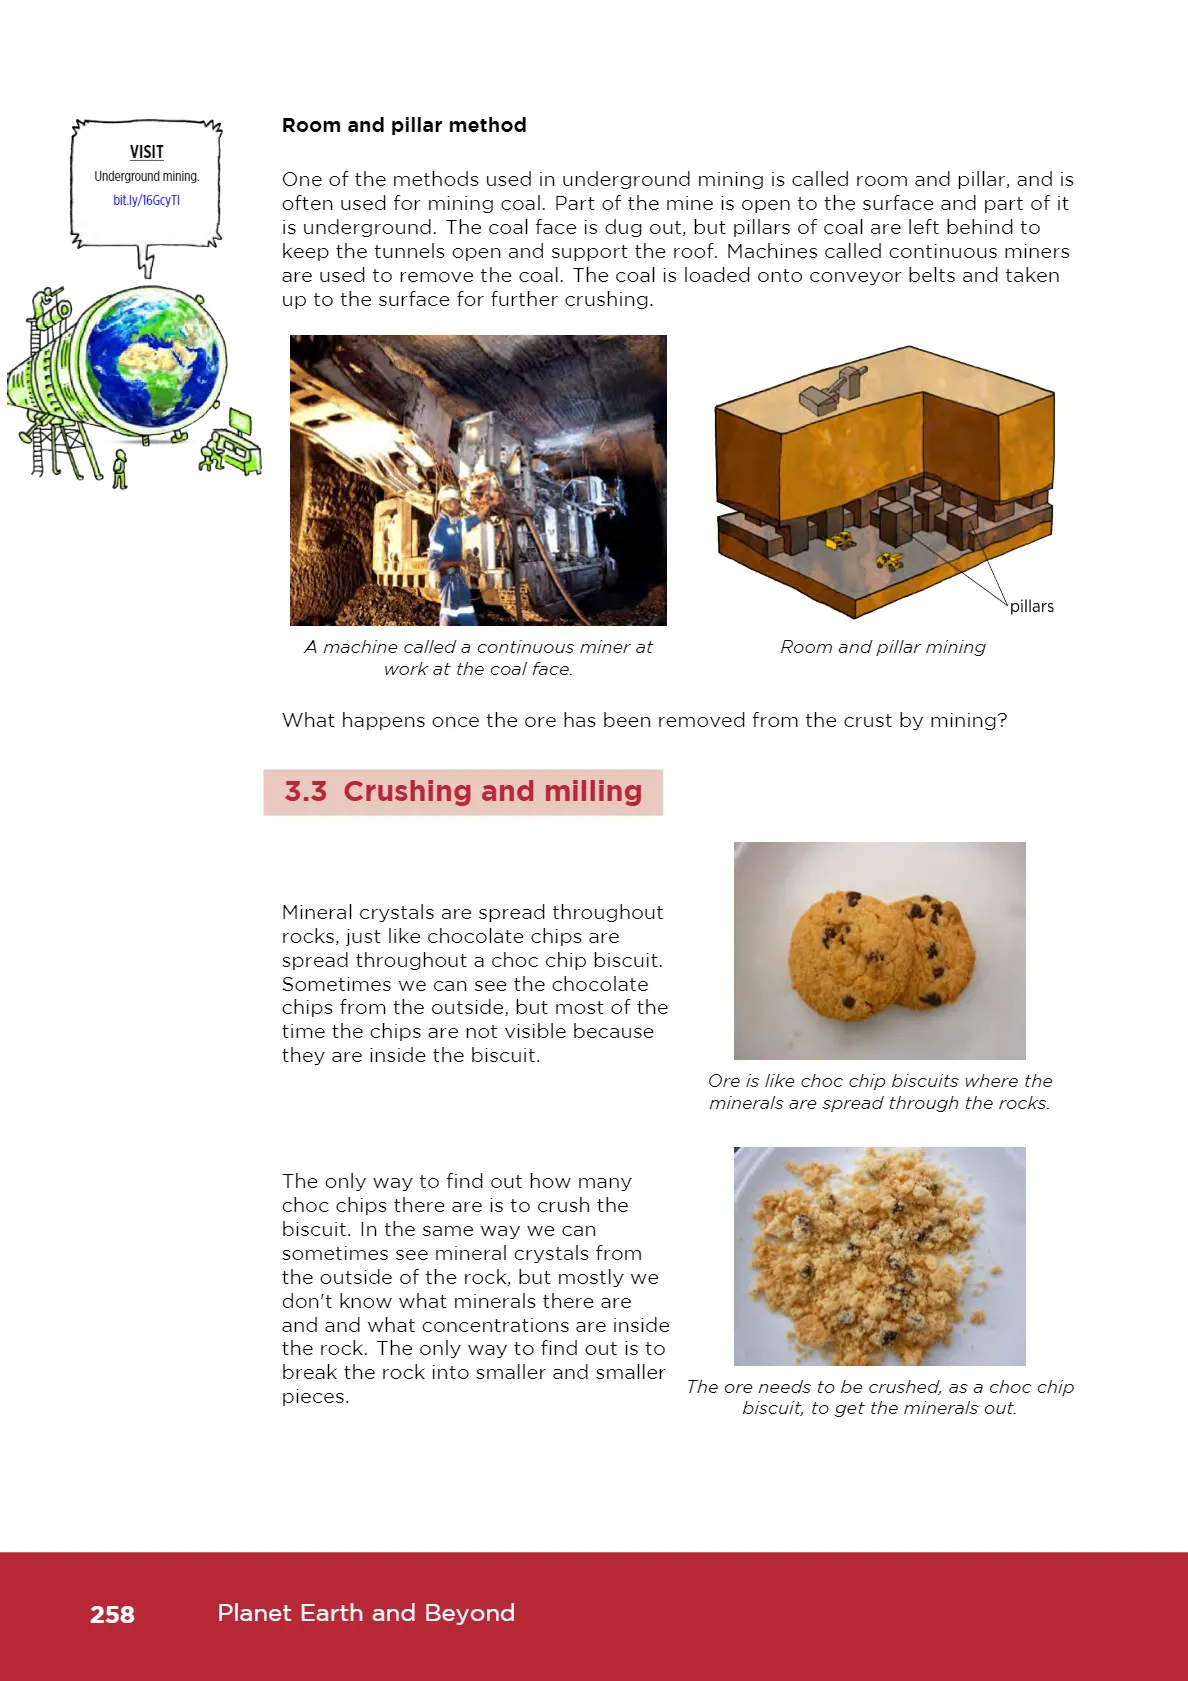 VISIT
Underground mining.
bit.ly/16GcyTI
Room and pillar method
One of the methods used in underground mining is called room and pillar, and is
often used for mining coal. Part of the mine is open to the surface and part of it
is underground. The coal face is dug out, but pillars of coal are left behind to
keep the tunnels open and support the roof. Machines called continuous miners
are used to remove the coal. The coal is loaded onto conveyor belts and taken
up to the surface for further crushing.
pillars
A machine called a continuous miner at
work at the coal face.
Room and pillar mining
What happens once the ore has been removed from the crust by mining?
3.3 Crushing and milling
Mineral crystals are spread throughout
rocks, just like chocolate chips are
spread throughout a choc chip biscuit.
Sometimes we can see the chocolate
chips from the outside, but most of the
time the chips are not visible because
they are inside the biscuit.
Ore is like choc chip biscuits where the
minerals are spread through the rocks.
The only way to find out how many
choc chips there are is to crush the
biscuit. In the same way we can
sometimes see mineral crystals from
the outside of the rock, but mostly we
don't know what minerals there are
and and what concentrations are inside
the rock. The only way to find out is to
break the rock into smaller and smaller
pieces.
The ore needs to be crushed, as a choc chip
biscuit, to get the minerals out.
258
Planet Earth and Beyond